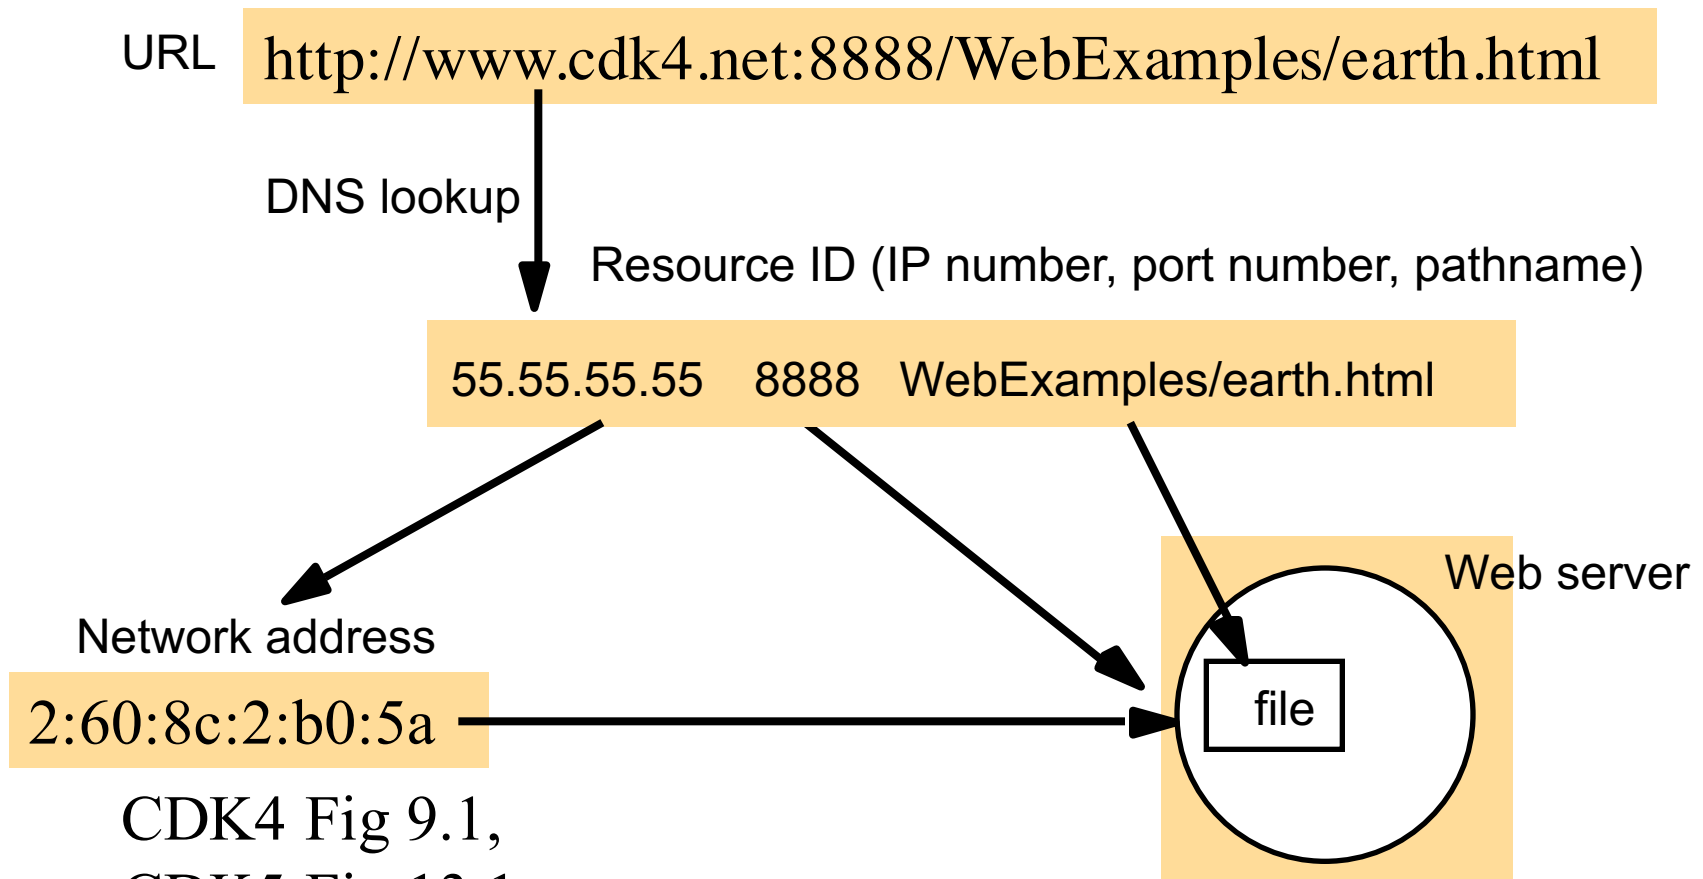 URL http://www.cdk4.net:8888/WebExamples/earth.html
DNS lookup
Resource ID (IP number, port number, pathname)
55.55.55.55 8888 WebExamples/earth.html
Web server
Network address
file
2:60:8c:2:b0:5a
CDK4 Fig 9.1,